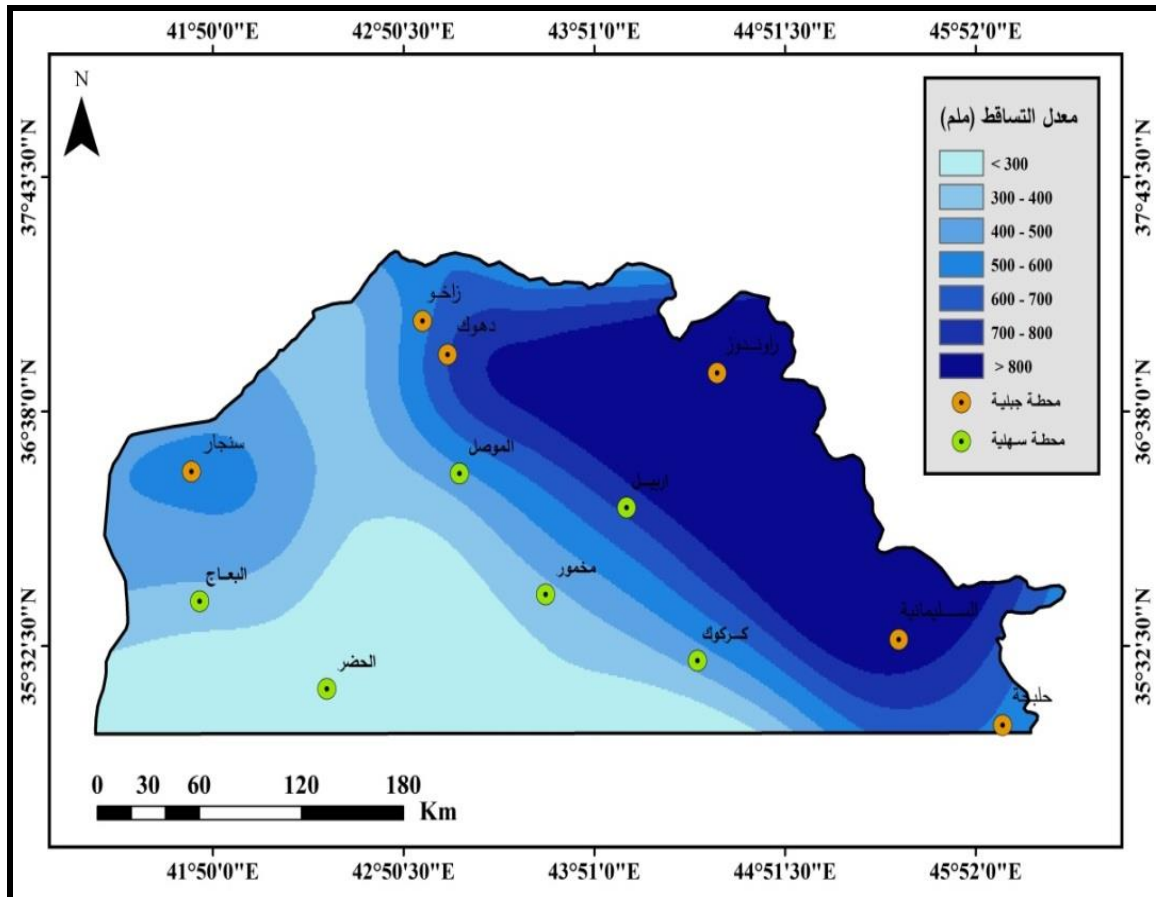 41°50'0"E 42°50'30"E 43°51'0"E 44°51'30"E 45°52'0"E
N
معدل التساقط (ملم)
< 300
300 - 400
400 - 500
500 - 600
600 - 700
700 - 800
> 800
محطة جبلية
محطة سهلية
37°43'30"N
37°43'30"N
36°38'0"N
36°38'0"N
35°32'30"N
35°32'30"N
زاخو
دهوك
راوندوز
سنجار
الموصل
اربيل
البعاج
مخمور
السليمانية
كركوك
الحضر
حلبجة
0 30 60 120 180
Km
41°50'0"E 42°50'30"E 43°51'0"E 44°51'30"E 45°52'0"E